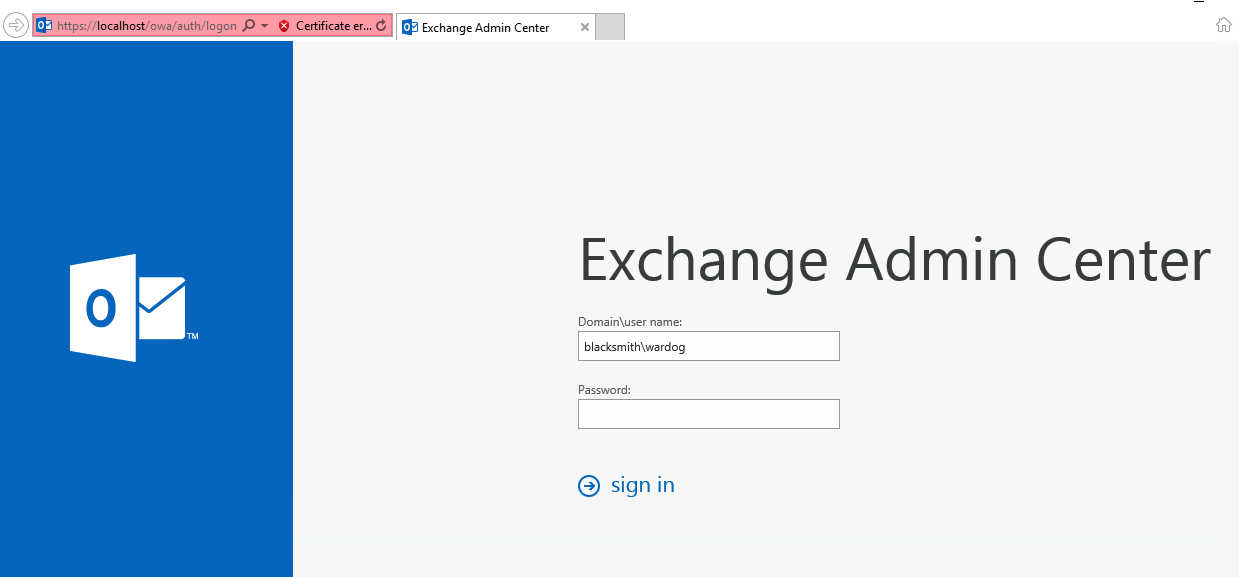 https://localhost/owa/auth/logon Certificate er... Exchange Admin Center
O
TM
Exchange Admin Center
Domain\user name:
blacksmith\wardog
Password:
sign in